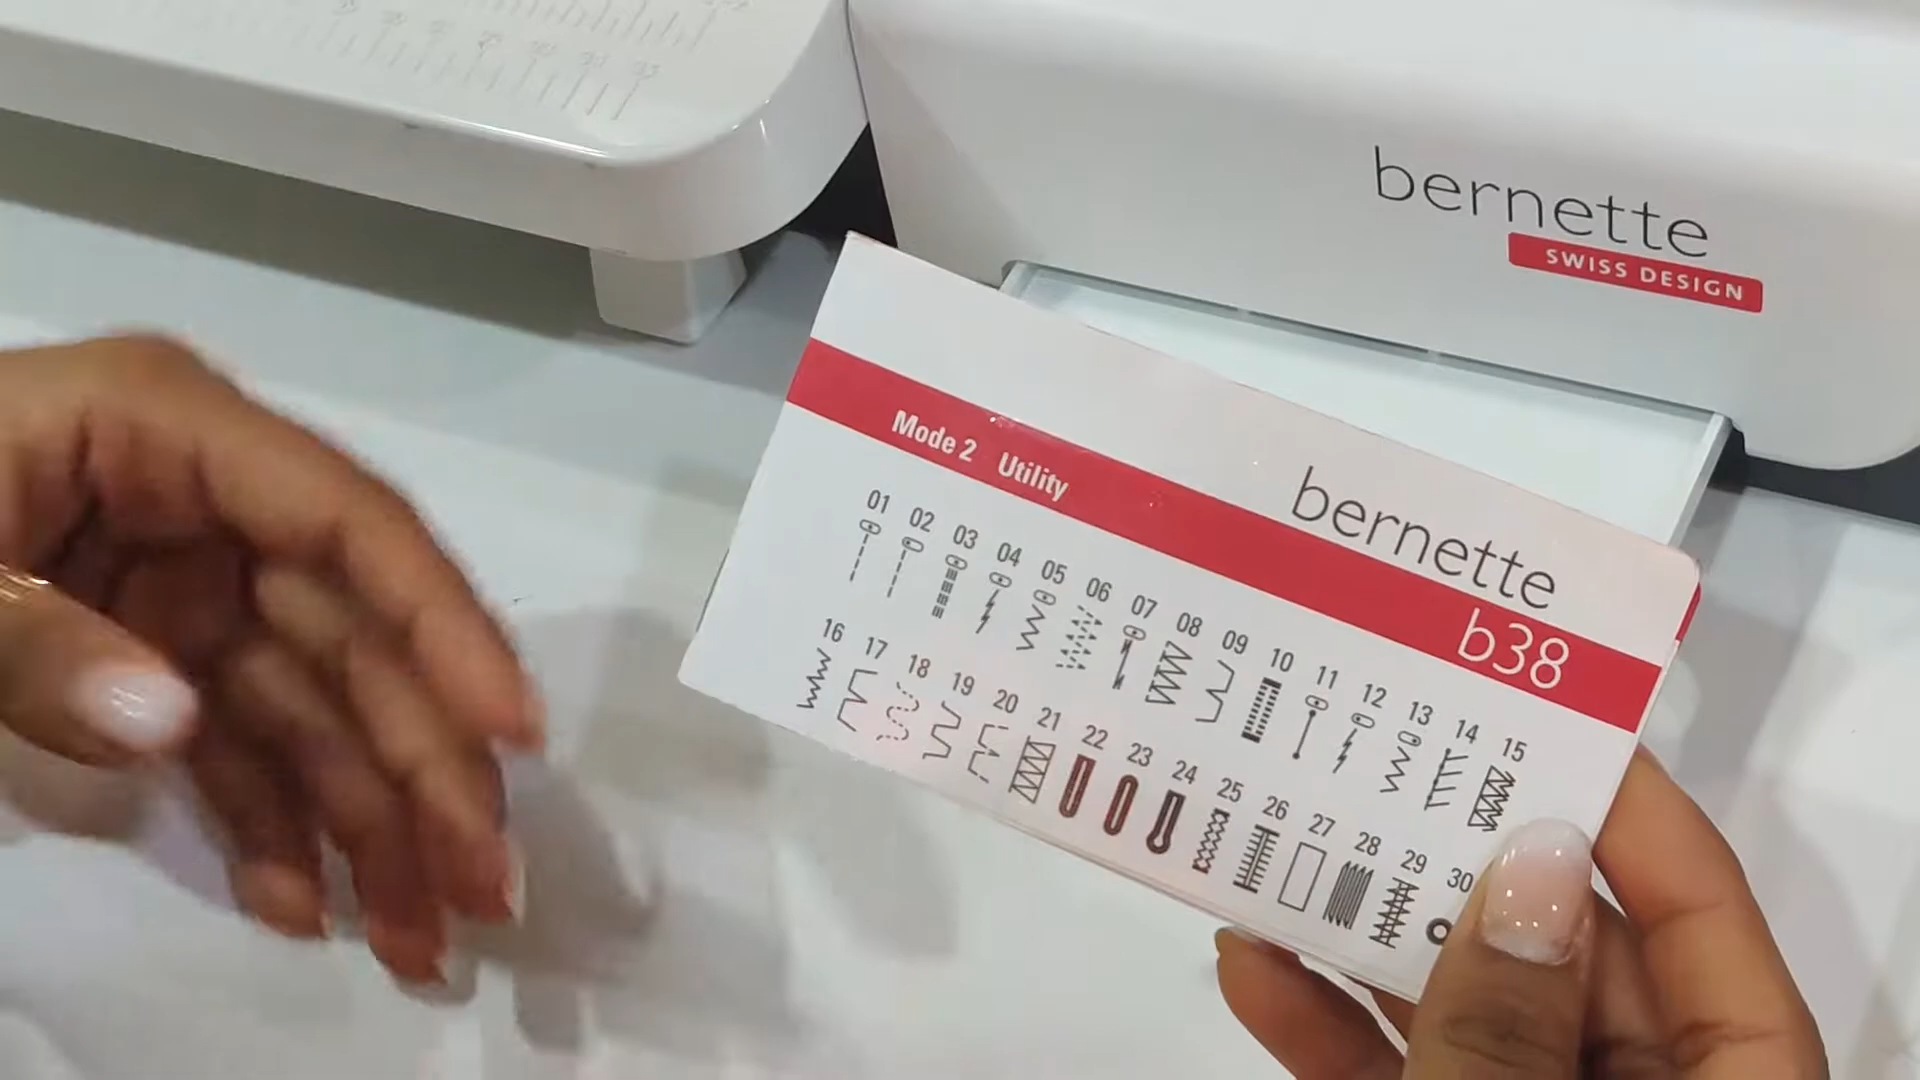 bernette
SWISS DESIGN
bernette
Mode 2 Utility
b38
01 02 03 04 05 06 07 08 09 10 11 12 13 14 15
16 17 18 19 20 21 22 23 24 25 26 27 28 29 30